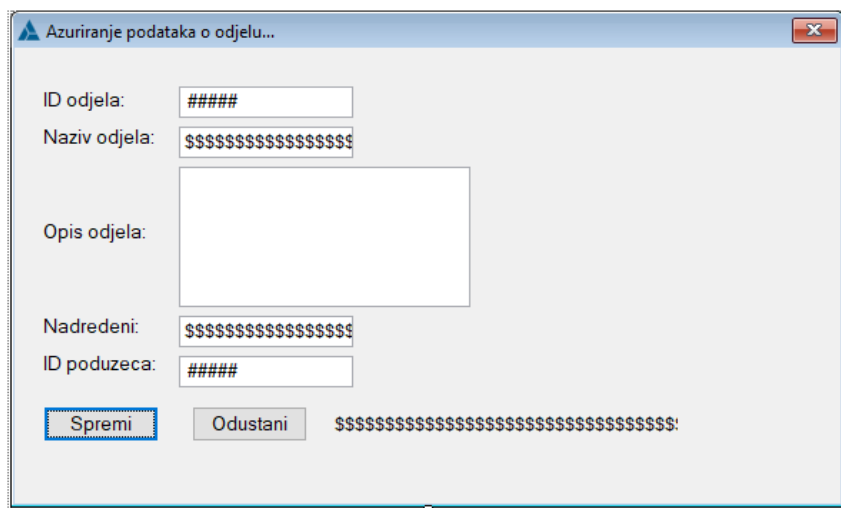 Azuriranje podataka o odjelu...
ID odjela: #####
Naziv odjela: $$$$$$$$$$$$$$$$$
Opis odjela:
Nadredeni: $$$$$$$$$$$$$$$$$
ID poduzeca: #####
Spremi Odustani $$$$$$$$$$$$$$$$$$$$$$$$$$$$$$$$$$$